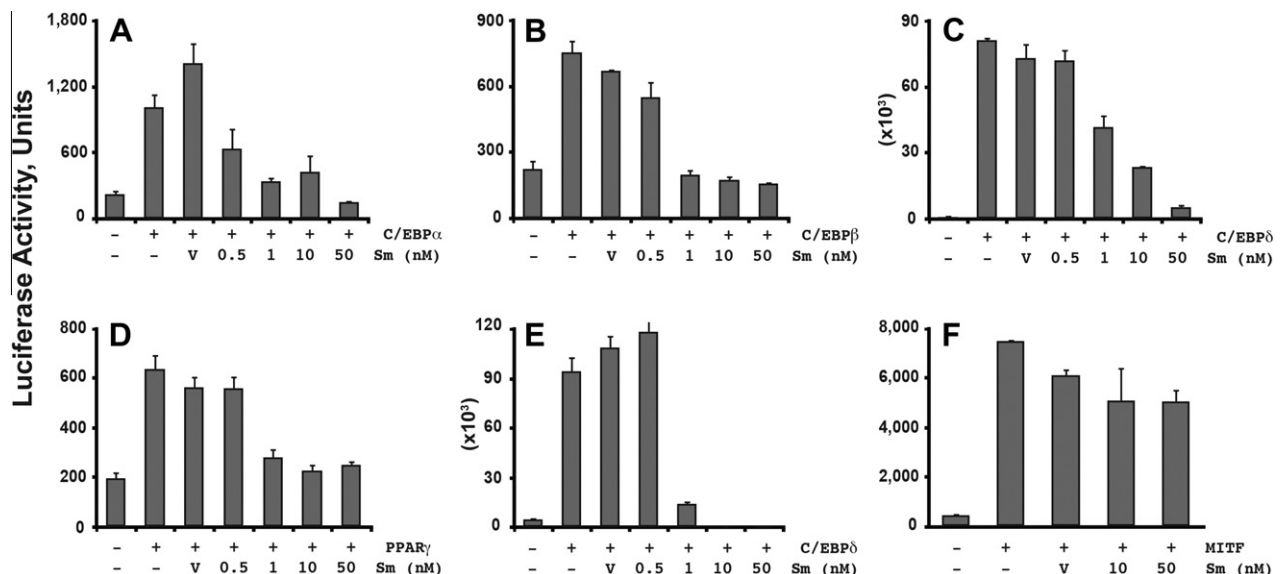 Luciferase Activity, Units
A
1,800
1,200
600
0
– + + + + + + C/EBPα
– – V 0.5 1 10 50 Sm (nM)
B
900
600
300
0
– + + + + + + C/EBPβ
– – V 0.5 1 10 50 Sm (nM)
C
(x10³)
90
60
30
0
– + + + + + + C/EBPδ
– – V 0.5 1 10 50 Sm (nM)
D
800
600
400
200
0
– + + + + + + PPARγ
– – V 0.5 1 10 50 Sm (nM)
E
(x10³)
120
90
60
30
0
– + + + + + + C/EBPδ
– – V 0.5 1 10 50 Sm (nM)
F
8,000
6,000
4,000
2,000
0
– + + + + MITF
– – V 10 50 Sm (nM)